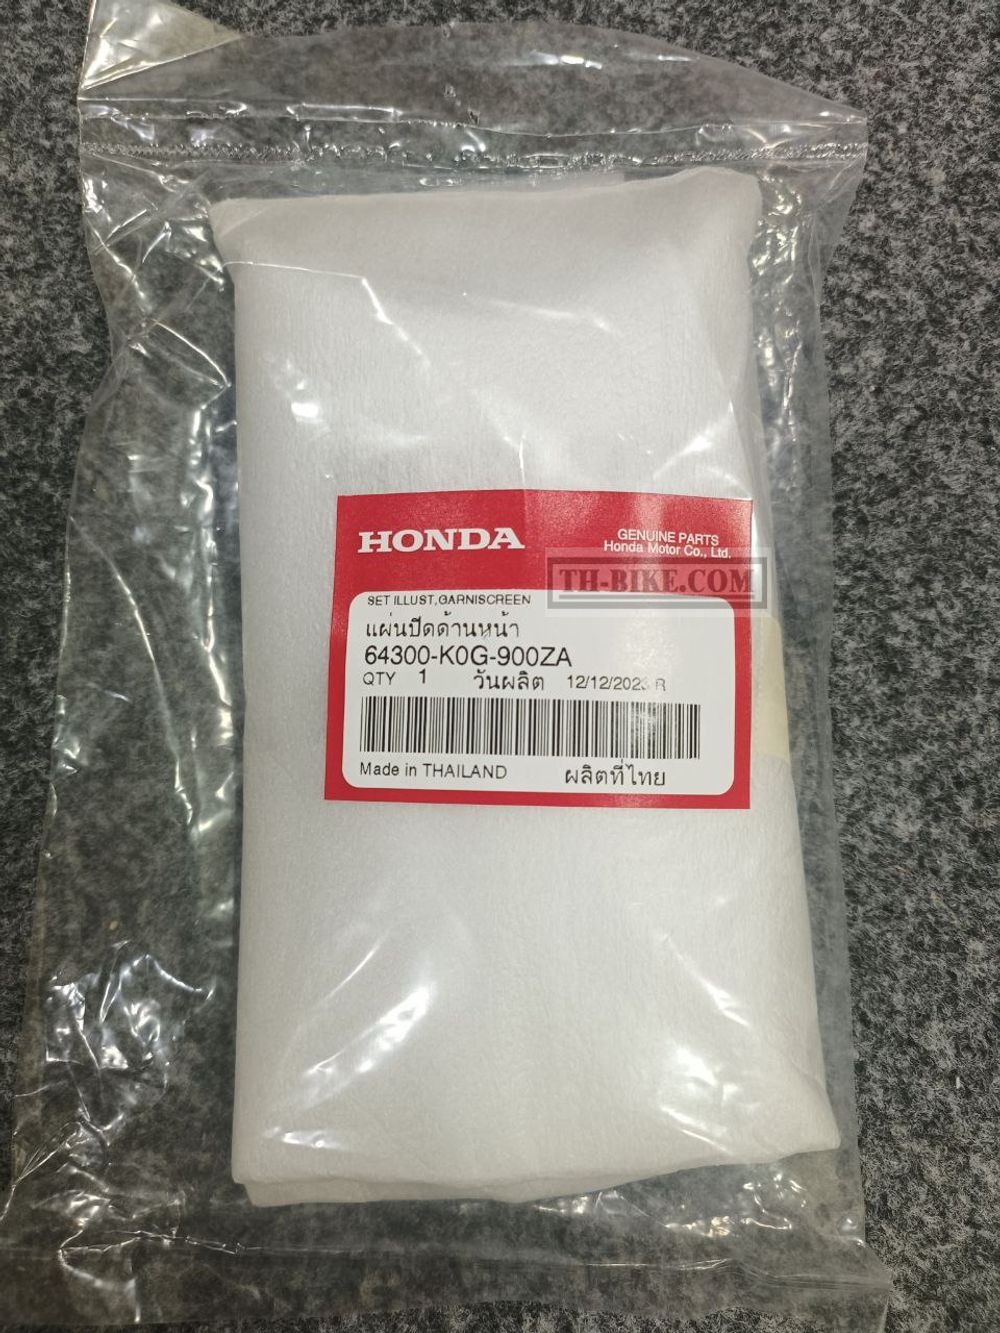 HONDA
GENUINE PARTS
Honda Motor Co., Ltd.
TH-BIKE.COM
SET ILLUST,GARNISCREEN
แผ่นปิดด้านหน้า
64300-K0G-900ZA
QTY 1 วันผลิต 12/12/2023 R
Made in THAILAND ผลิตที่ไทย